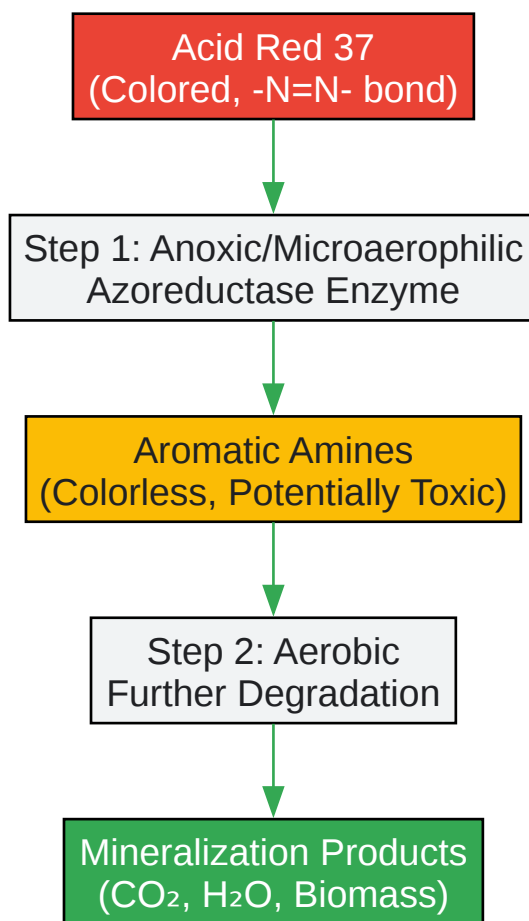 Acid Red 37
(Colored, -N=N- bond)
Step 1: Anoxic/Microaerophilic
Azoreductase Enzyme
Aromatic Amines
(Colorless, Potentially Toxic)
Step 2: Aerobic
Further Degradation
Mineralization Products
(CO₂, H₂O, Biomass)